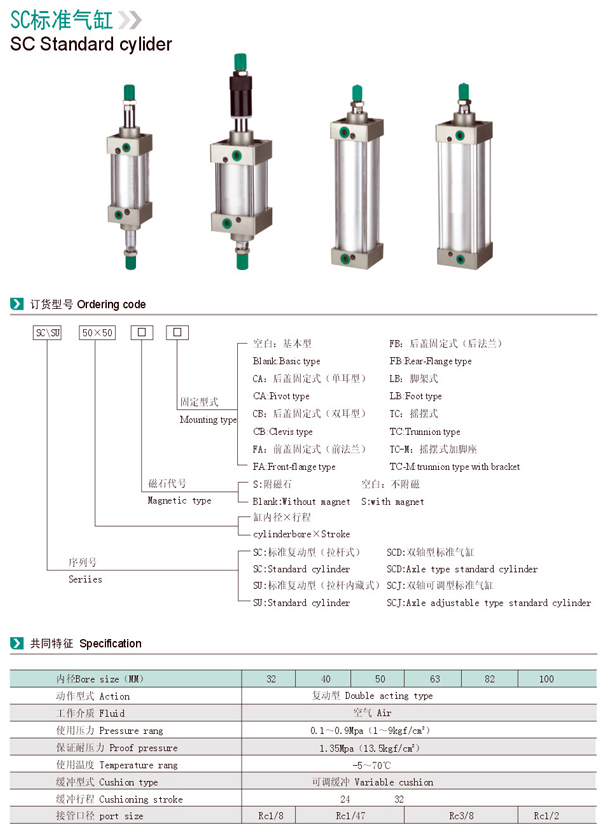 SC标准气缸
SC Standard cylider
订货型号 Ordering code
SC\SU 50×50 □ □
空白：基本型 FB：后盖固定式（后法兰）
Blank:Basic type FB:Rear-Flange type
CA：后盖固定式（单耳型） LB：脚架式
CA:Pivot type LB:Foot type
固定型式
CB：后盖固定式（双耳型） TC：摇摆式
Mounting type
CB:Clevis type TC:Trunnion type
FA：前盖固定式（前法兰） TC-M：摇摆式加脚座
FA:Front-flange type TC-M trunnion type with bracket
磁石代号 S:附磁石 空白：不附磁
Magnetic type Blank:Without magnet S:with magnet
缸内径×行程
cylinderbore×Stroke
序列号 SC:标准复动型（拉杆式） SCD:双轴型标准气缸
Seriies SC:Standard cylinder SCD:Axle type standard cylinder
SU:标准复动型（拉杆内藏式） SCJ:双轴可调型标准气缸
SU:Standard cylinder SCJ:Axle adjustable type standard cylinder
共同特征 Specification
内径Bore size（MM） 32 40 50 63 82 100
动作型式 Action 复动型 Double acting type
工作介质 Fluid 空气 Air
使用压力 Pressure rang 0.1～0.9Mpa（1～9kgf/cm²）
保证耐压力 Proof pressure 1.35Mpa（13.5kgf/cm²）
使用温度 Temperature rang -5～70℃
缓冲型式 Cushion type 可调缓冲 Variable cushion
缓冲行程 Cushioning stroke 24 32
接管口径 port size Rc1/8 Rc1/47 Rc3/8 Rc1/2